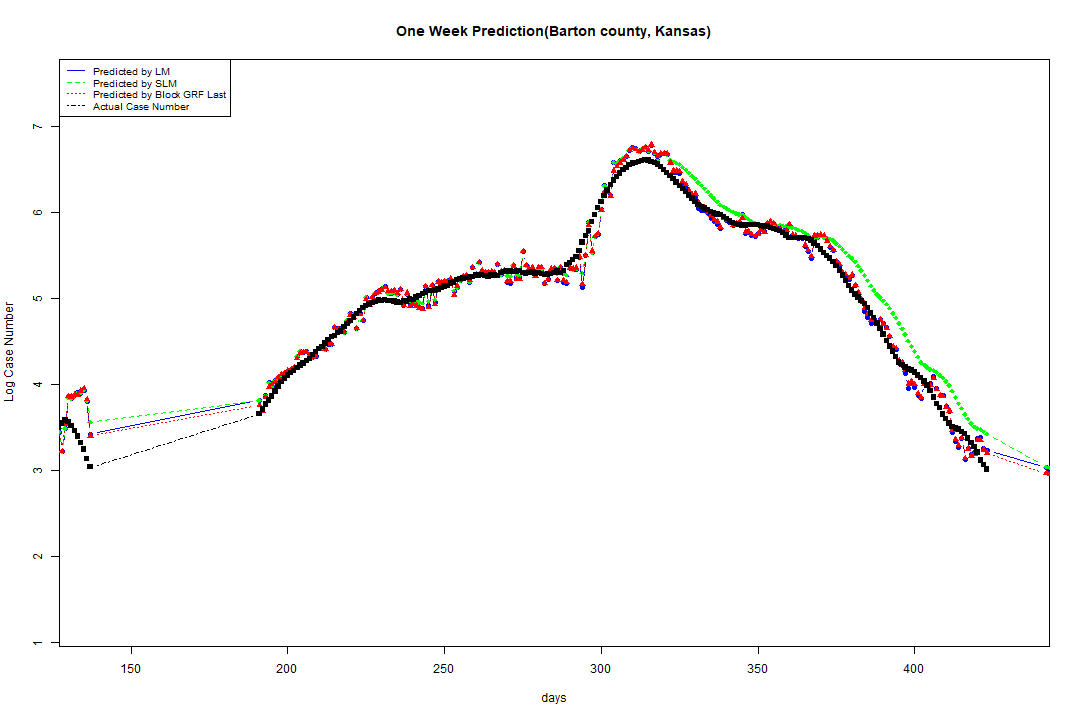 One Week Prediction(Barton county, Kansas)
Predicted by LM
Predicted by SLM
Predicted by Block GRF Last
Actual Case Number
7
6
5
4
3
2
1
Log Case Number
150 200 250 300 350 400
days